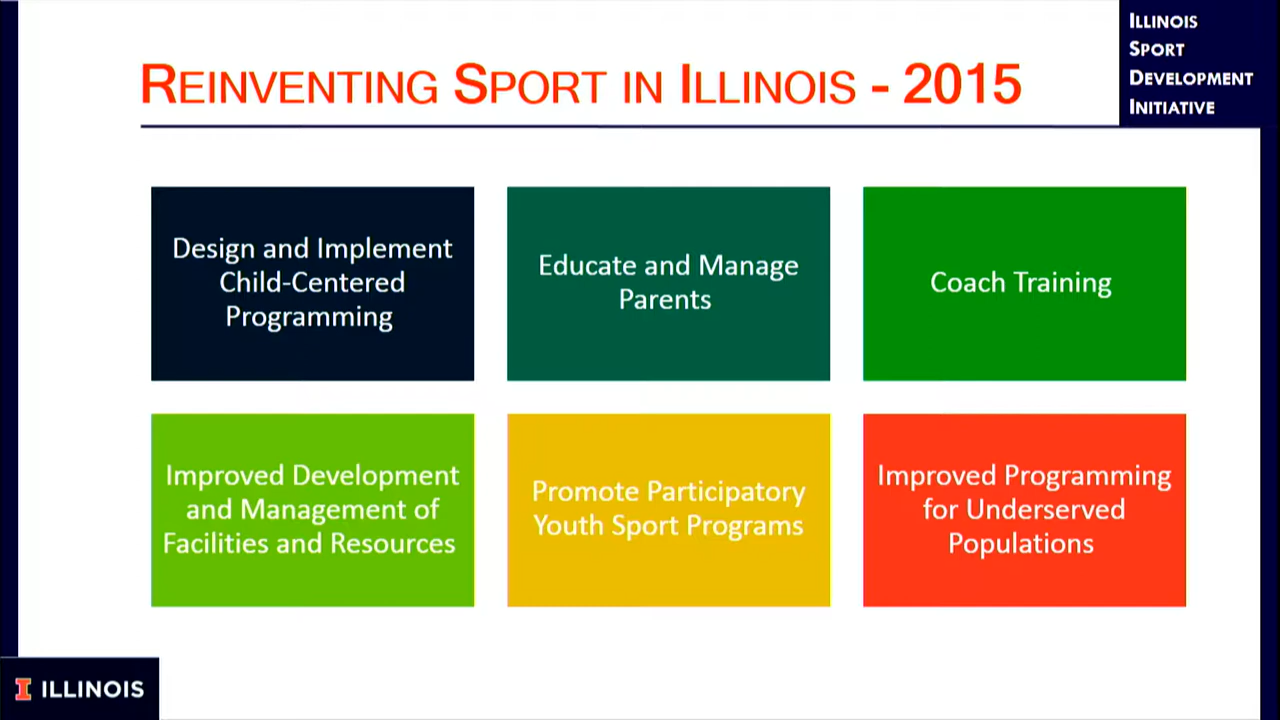 REINVENTING SPORT IN ILLINOIS - 2015
ILLINOIS
SPORT
DEVELOPMENT
INITIATIVE
Design and Implement
Child-Centered
Programming
Educate and Manage
Parents
Coach Training
Improved Development
and Management of
Facilities and Resources
Promote Participatory
Youth Sport Programs
Improved Programming
for Underserved
Populations
I ILLINOIS